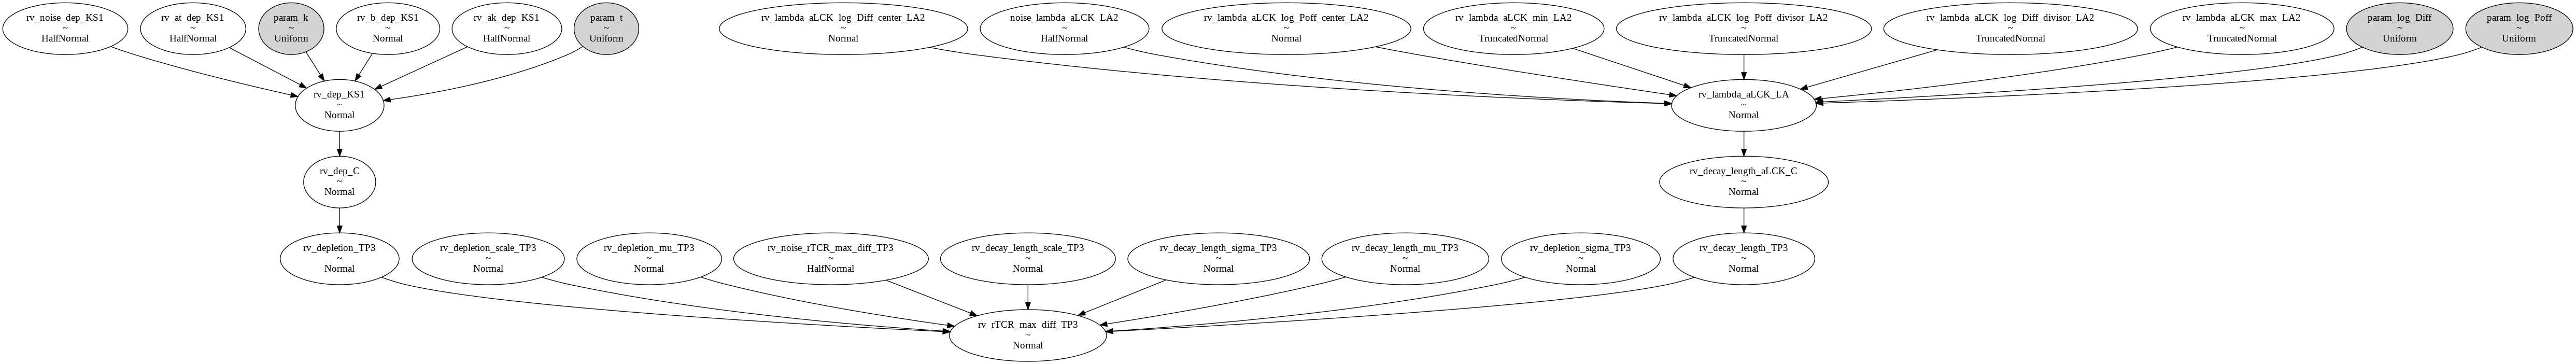 rv_noise_dep_KS1
~
HalfNormal
rv_at_dep_KS1
~
HalfNormal
param_k
~
Uniform
rv_b_dep_KS1
~
Normal
rv_ak_dep_KS1
~
HalfNormal
param_t
~
Uniform
rv_lambda_aLCK_log_Diff_center_LA2
~
Normal
noise_lambda_aLCK_LA2
~
HalfNormal
rv_lambda_aLCK_log_Poff_center_LA2
~
Normal
rv_lambda_aLCK_min_LA2
~
TruncatedNormal
rv_lambda_aLCK_log_Poff_divisor_LA2
~
TruncatedNormal
rv_lambda_aLCK_log_Diff_divisor_LA2
~
TruncatedNormal
rv_lambda_aLCK_max_LA2
~
TruncatedNormal
param_log_Diff
~
Uniform
param_log_Poff
~
Uniform
rv_dep_KS1
~
Normal
rv_lambda_aLCK_LA
~
Normal
rv_dep_C
~
Normal
rv_decay_length_aLCK_C
~
Normal
rv_depletion_TP3
~
Normal
rv_depletion_scale_TP3
~
Normal
rv_depletion_mu_TP3
~
Normal
rv_noise_rTCR_max_diff_TP3
~
HalfNormal
rv_decay_length_scale_TP3
~
Normal
rv_decay_length_sigma_TP3
~
Normal
rv_decay_length_mu_TP3
~
Normal
rv_depletion_sigma_TP3
~
Normal
rv_decay_length_TP3
~
Normal
rv_rTCR_max_diff_TP3
~
Normal